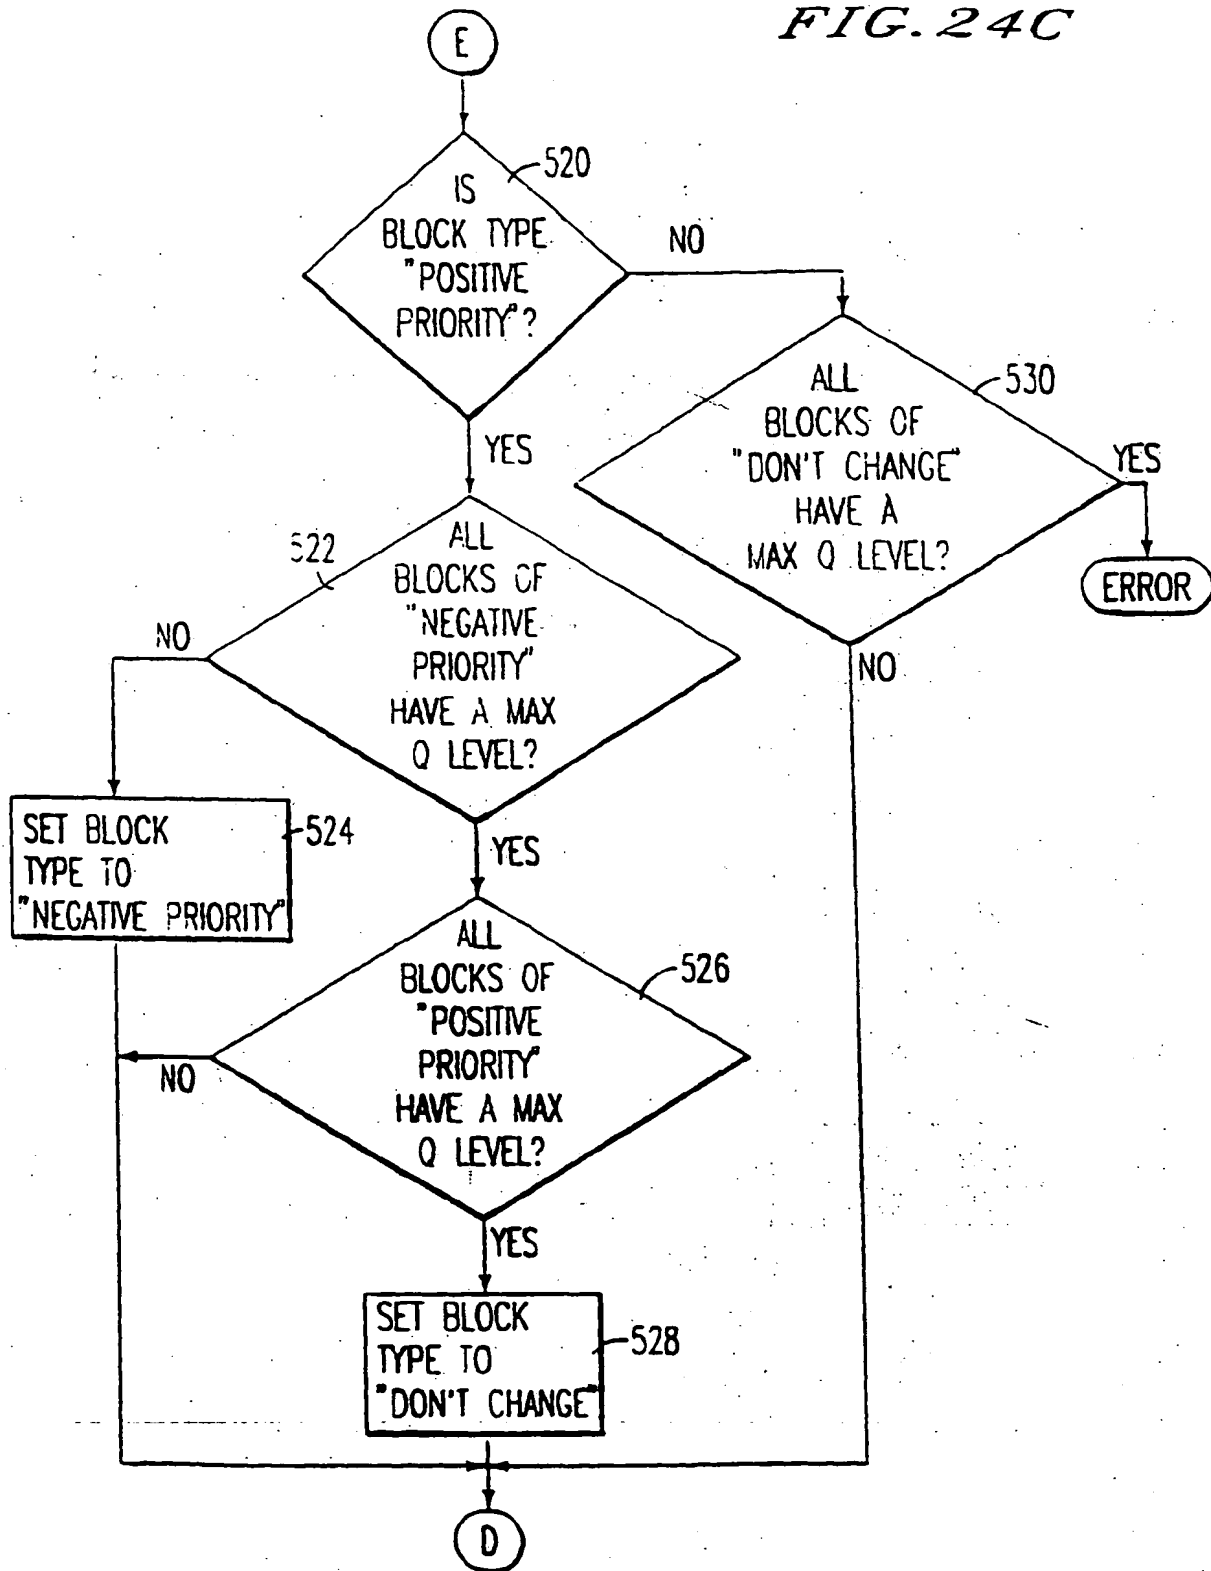 FIG. 24C
E
520
IS
BLOCK TYPE
"POSITIVE
PRIORITY"?
NO
YES
530
ALL
BLOCKS OF
"DON'T CHANGE"
HAVE A
MAX Q LEVEL?
YES
ERROR
NO
522
ALL
BLOCKS OF
"NEGATIVE
PRIORITY"
HAVE A MAX
Q LEVEL?
NO
YES
524
SET BLOCK
TYPE TO
"NEGATIVE PRIORITY"
526
ALL
BLOCKS OF
"POSITIVE
PRIORITY"
HAVE A MAX
Q LEVEL?
NO
YES
528
SET BLOCK
TYPE TO
"DON'T CHANGE"
D